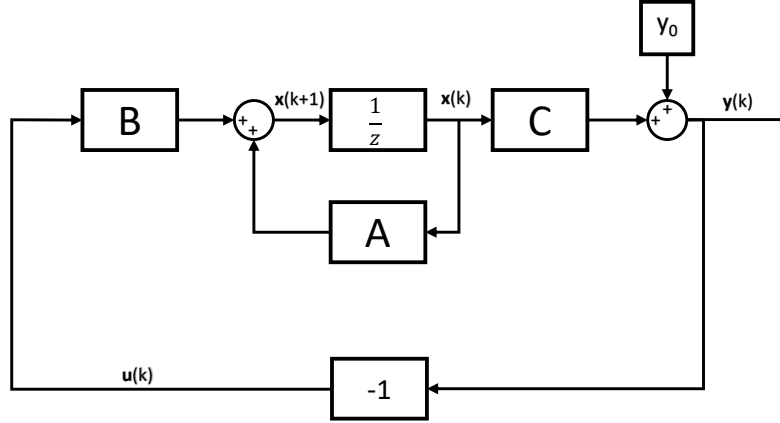 y₀
B
+
+
x(k+1)
1
z
x(k)
C
+
+
y(k)
A
u(k)
-1